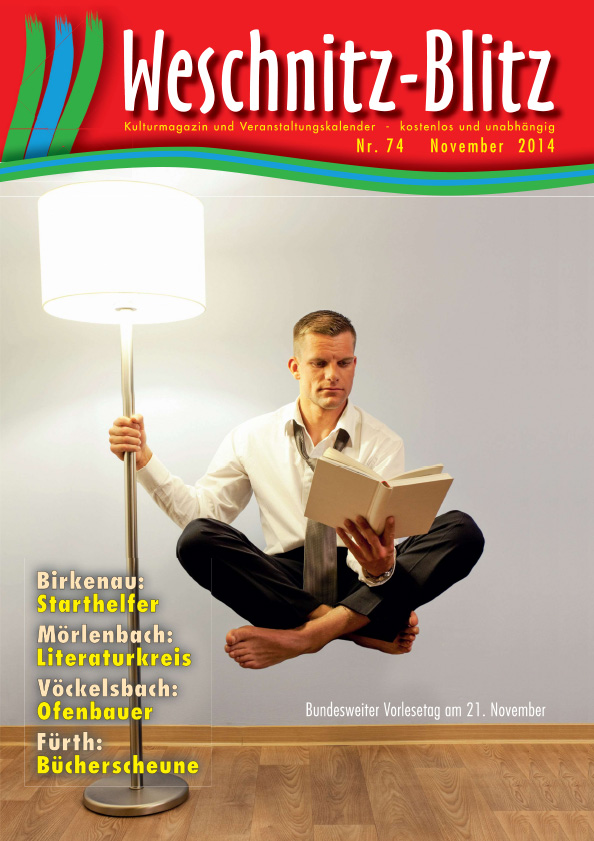 Weschnitz-Blitz
Kulturmagazin und Veranstaltungskalender - kostenlos und unabhängig
Nr. 74 November 2014
Birkenau:
Starthelfer
Mörlenbach:
Literaturkreis
Vöckelsbach:
Ofenbauer
Fürth:
Bücherscheune
Bundesweiter Vorlesetag am 21. November